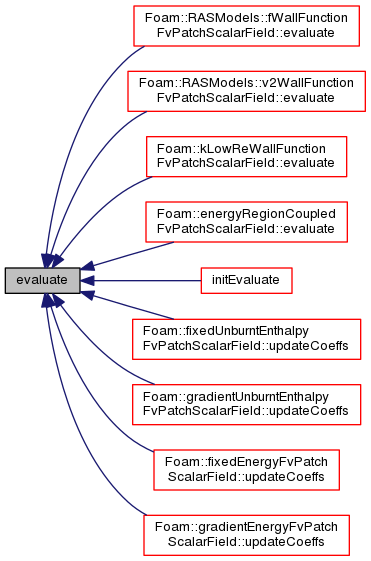 Foam::RASModels::fWallFunction
FvPatchScalarField::evaluate
Foam::RASModels::v2WallFunction
FvPatchScalarField::evaluate
Foam::kLowReWallFunction
FvPatchScalarField::evaluate
Foam::energyRegionCoupled
FvPatchScalarField::evaluate
evaluate
initEvaluate
Foam::fixedUnburntEnthalpy
FvPatchScalarField::updateCoeffs
Foam::gradientUnburntEnthalpy
FvPatchScalarField::updateCoeffs
Foam::fixedEnergyFvPatch
ScalarField::updateCoeffs
Foam::gradientEnergyFvPatch
ScalarField::updateCoeffs